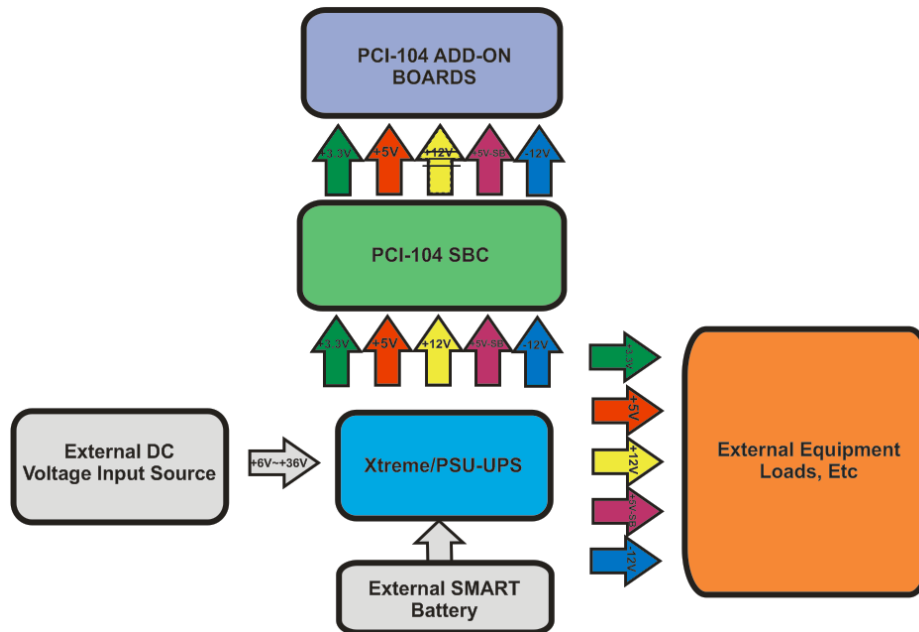 PCI-104 ADD-ON
BOARDS
+3.3V
+5V
+12V
+5V-SB
-12V
PCI-104 SBC
+3.3V
+5V
+12V
+5V-SB
-12V
External DC
Voltage Input Source
+6V~+36V
Xtreme/PSU-UPS
External SMART
Battery
+3.3V
+5V
+12V
+5V-SB
-12V
External Equipment
Loads, Etc